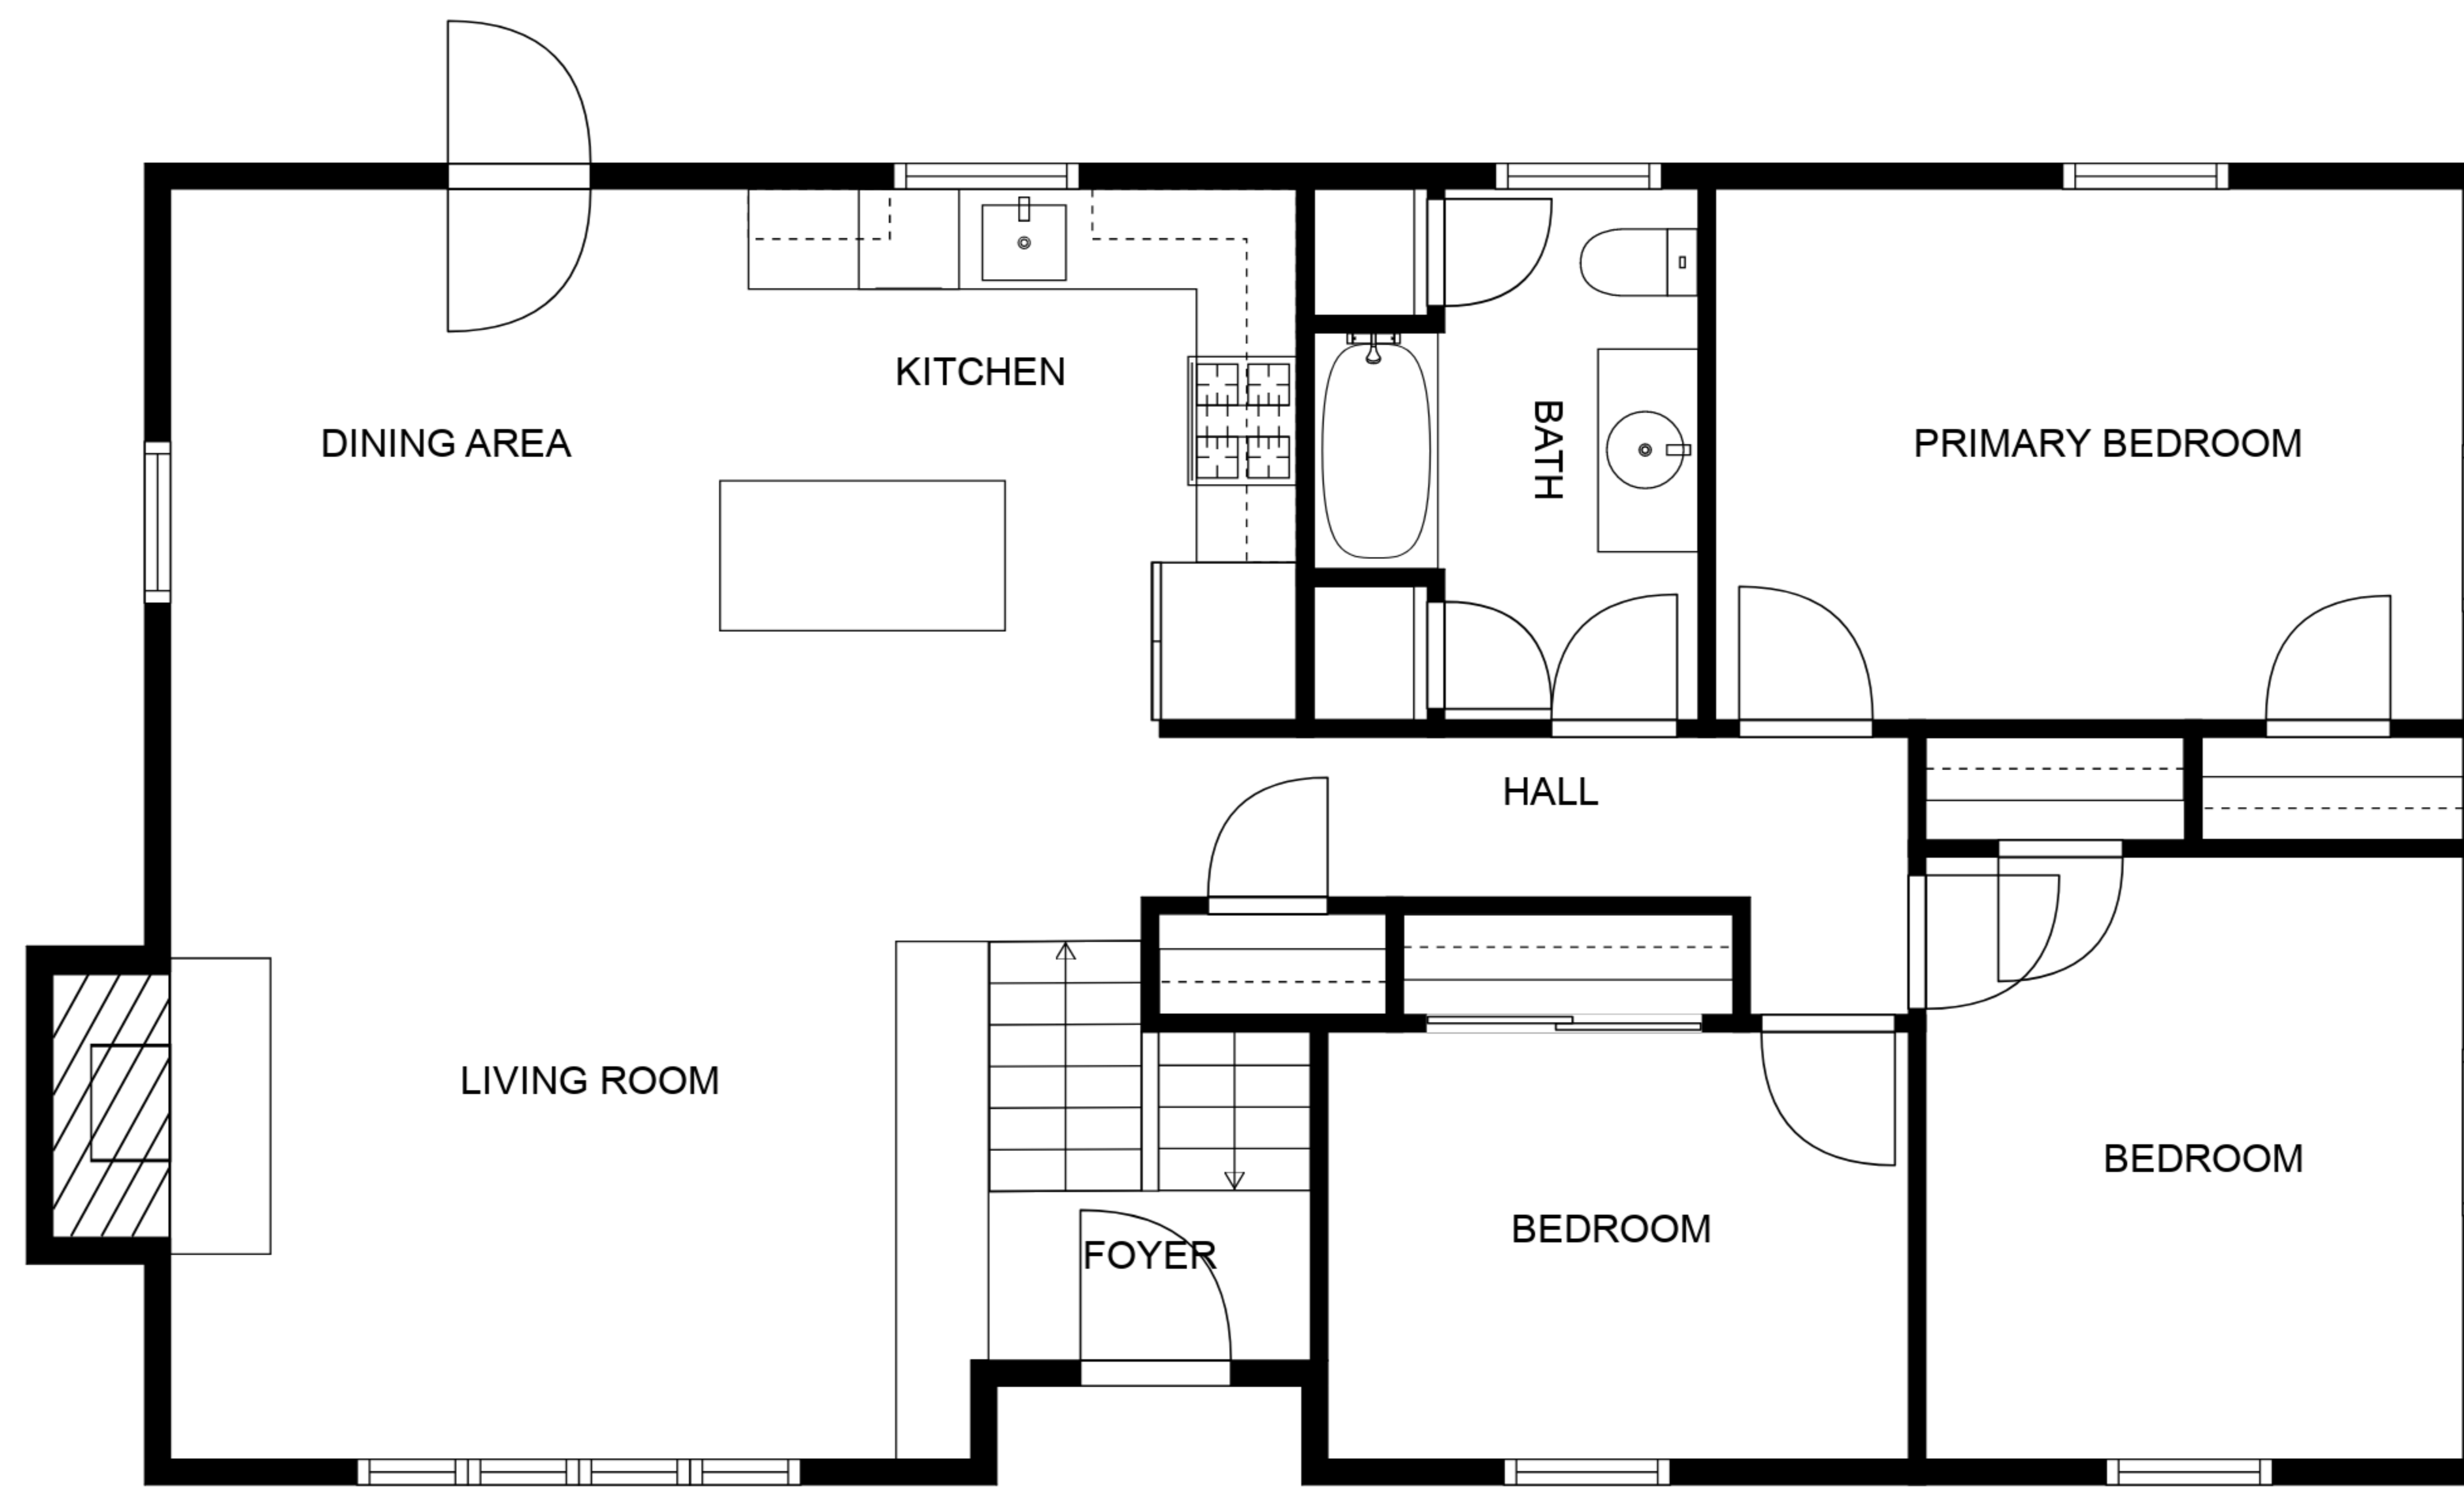 KITCHEN
DINING AREA
BATH
PRIMARY BEDROOM
HALL
LIVING ROOM
FOYER
BEDROOM
BEDROOM